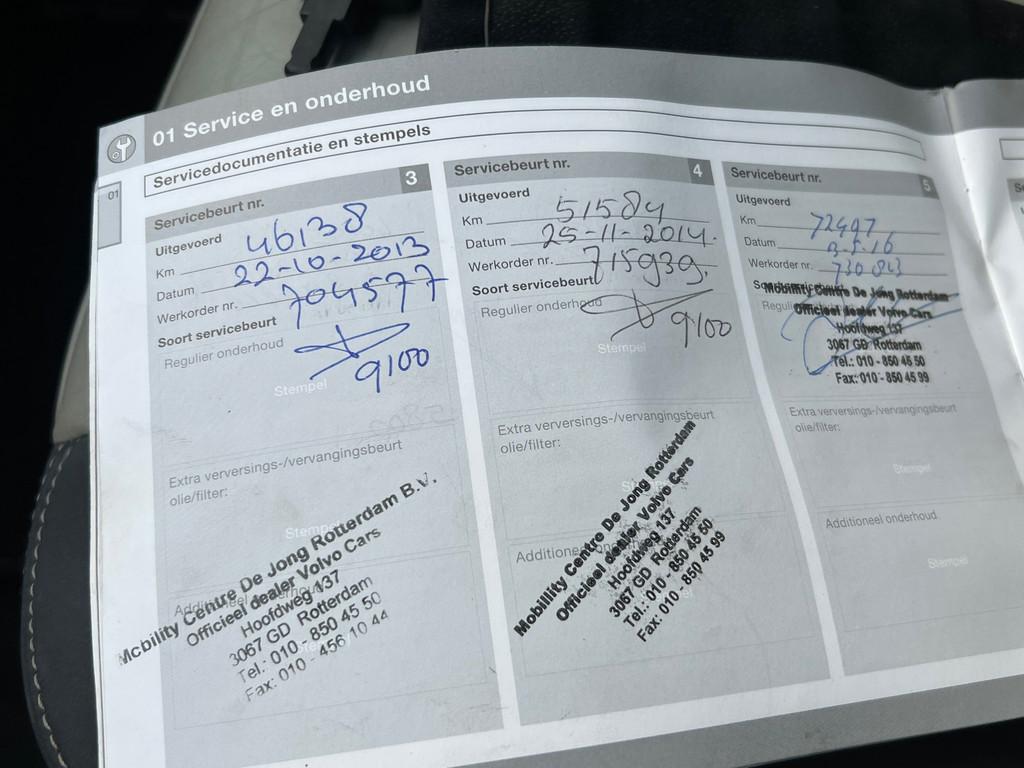 01 Service en onderhoud
Servicedocumentatie en stempels
01
Servicebeurt nr. 3
Uitgevoerd
Km 46138
Datum 22-10-2013
Werkorder nr. 704577
Soort servicebeurt
Regulier onderhoud
9100
Stempel
Extra verversings-/vervangingsbeurt
olie/filter:
Mobility Centre De Jong Rotterdam B.V.
Officieel dealer Volvo Cars
Hoofdweg 137
3067 GD Rotterdam
Tel.: 010 - 850 45 50
Fax: 010 - 456 10 44
Servicebeurt nr. 4
Uitgevoerd
Km 51584
Datum 25-11-2014.
Werkorder nr. 715939.
Soort servicebeurt
Regulier onderhoud
9100
Stempel
Extra verversings-/vervangingsbeurt
olie/filter:
Mobillity Centre De Jong Rotterdam
Officieel dealer Volvo Cars
Hoofdweg 137
3067 GD Rotterdam
Tel.: 010 - 850 45 50
Fax: 010 - 850 45 99
Servicebeurt nr. 5
Uitgevoerd
Km 72497
Datum
Werkorder nr. 730843
Mobility Centre De Jong Rotterdam
Officieel dealer Volvo Cars
Hoofdweg 137
3067 GD Rotterdam
Tel.: 010 - 850 45 50
Fax: 010 - 850 45 99
Extra verversings-/vervangingsbeurt
olie/filter:
Stempel
Additioneel onderhoud
Stempel